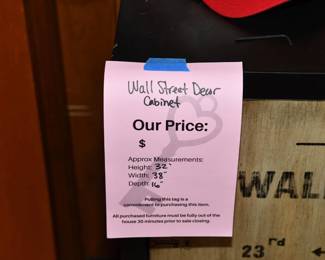 Wall Street Decor
Cabinet
Our Price:
$
Approx Measurements:
Height: 32"
Width: 38"
Depth: 16"
Pulling this tag is a
commitment to purchasing this item.
All purchased furniture must be fully out of the
house 30 minutes prior to sale closing.
WAL
23rd